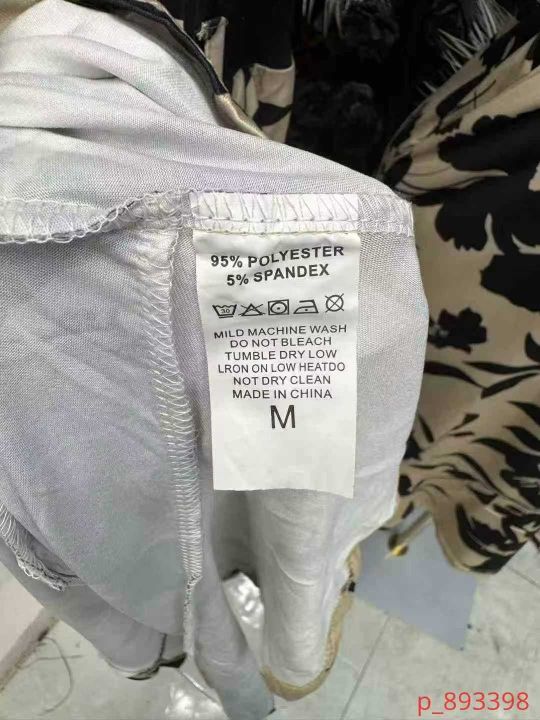 95% POLYESTER
5% SPANDEX
30
MILD MACHINE WASH
DO NOT BLEACH
TUMBLE DRY LOW
LRON ON LOW HEATDO
NOT DRY CLEAN
MADE IN CHINA
M
p_893398